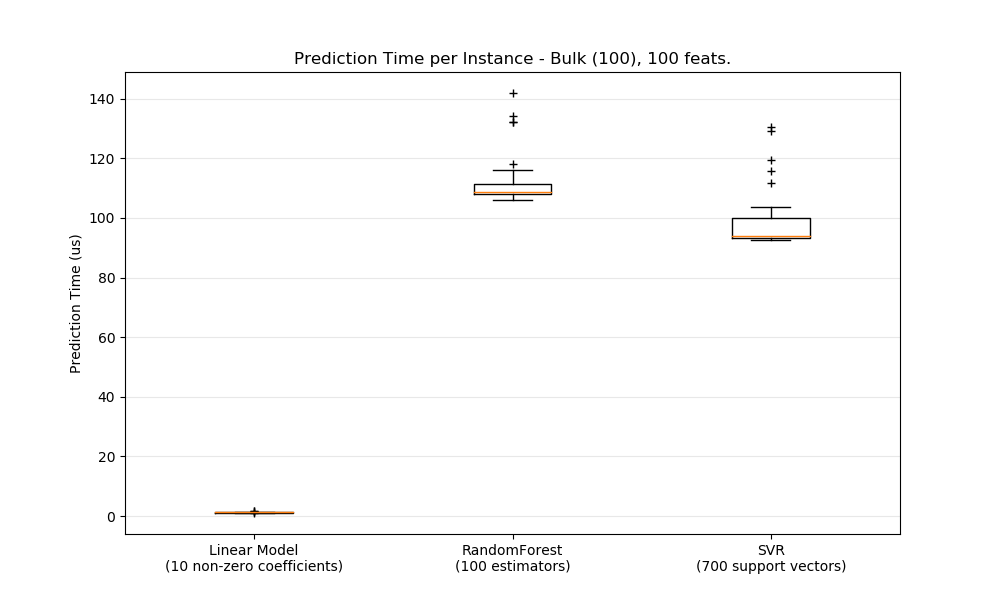 Prediction Time per Instance - Bulk (100), 100 feats.
140
120
100
80
60
40
20
0
Prediction Time (us)
Linear Model
(10 non-zero coefficients)
RandomForest
(100 estimators)
SVR
(700 support vectors)